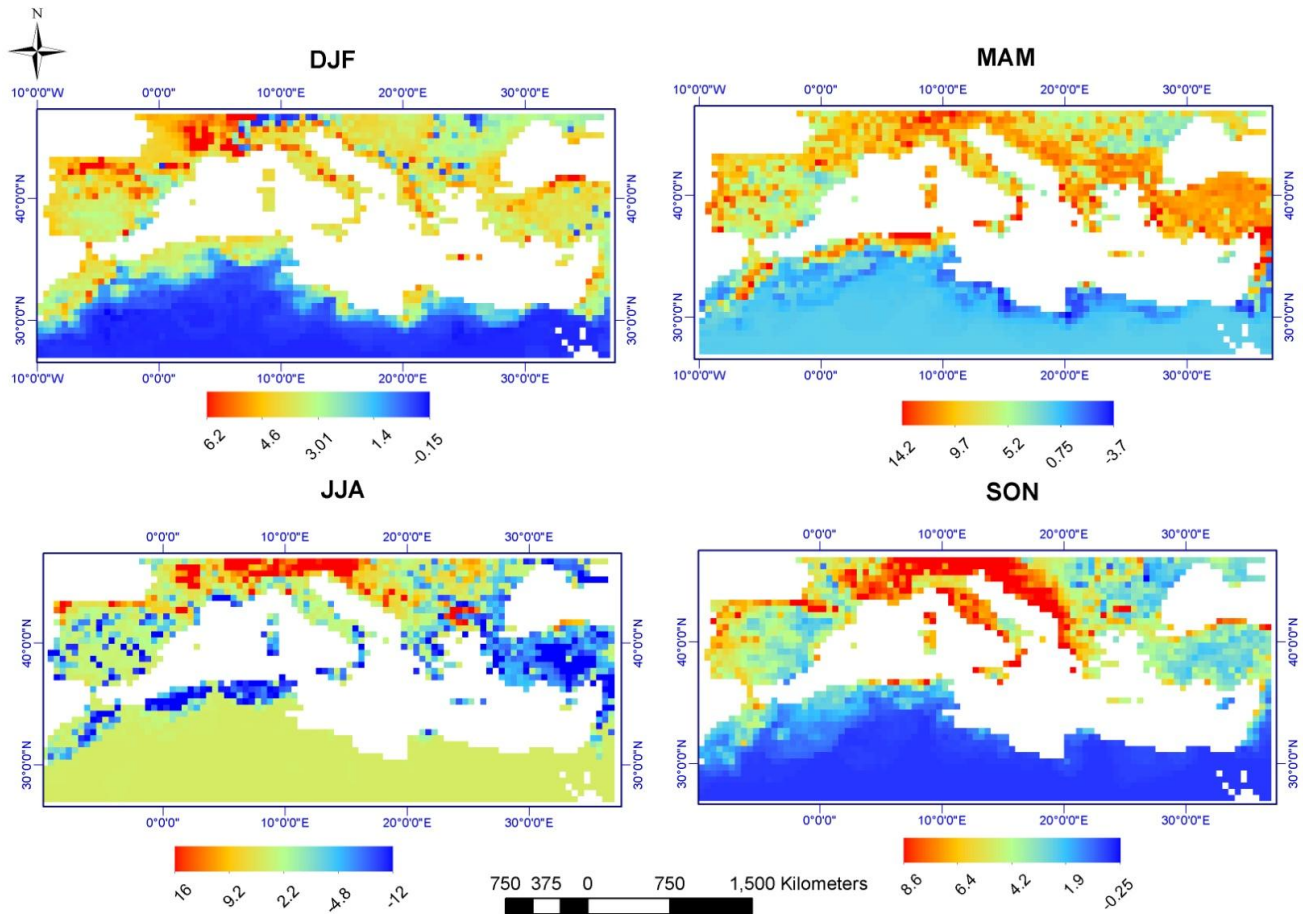 N
DJF
MAM
10°0'0"W 0°0'0" 10°0'0"E 20°0'0"E 30°0'0"E
10°0'0"W 0°0'0" 10°0'0"E 20°0'0"E 30°0'0"E
40°0'0"N 40°0'0"N 40°0'0"N 40°0'0"N
30°0'0"N 30°0'0"N 30°0'0"N 30°0'0"N
10°0'0"W 0°0'0" 10°0'0"E 20°0'0"E 30°0'0"E
10°0'0"W 0°0'0" 10°0'0"E 20°0'0"E 30°0'0"E
6.2 4.6 3.01 1.4 -0.15
14.2 9.7 5.2 0.75 -3.7
JJA
SON
0°0'0" 10°0'0"E 20°0'0"E 30°0'0"E
0°0'0" 10°0'0"E 20°0'0"E 30°0'0"E
40°0'0"N 40°0'0"N 40°0'0"N 40°0'0"N
30°0'0"N 30°0'0"N 30°0'0"N 30°0'0"N
0°0'0" 10°0'0"E 20°0'0"E 30°0'0"E
0°0'0" 10°0'0"E 20°0'0"E 30°0'0"E
16 9.2 2.2 -4.8 -12
8.6 6.4 4.2 1.9 -0.25
750 375 0 750 1,500 Kilometers